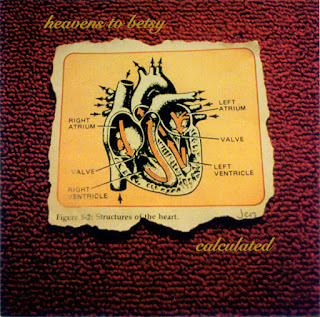 heavens to betsy
RIGHT
ATRIUM
LEFT
ATRIUM
VALVE
VALVE
LEFT
VENTRICLE
RIGHT
VENTRICLE
Figure 5-2: Structures of the heart.
Jen
calculated